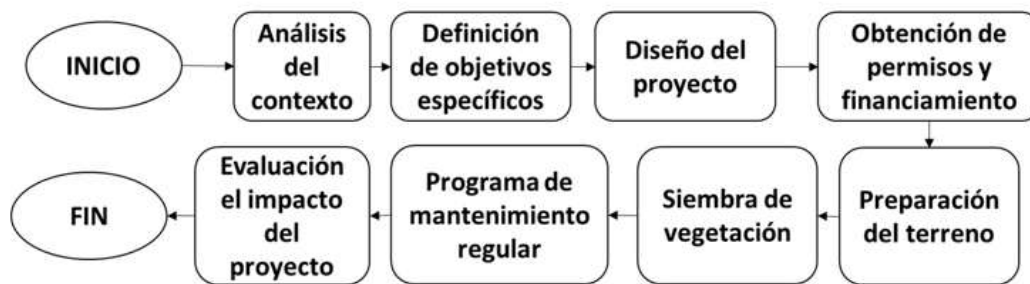 INICIO
Análisis
del
contexto
Definición
de objetivos
específicos
Diseño del
proyecto
Obtención de
permisos y
financiamiento
Preparación
del terreno
Siembra de
vegetación
Programa de
mantenimiento
regular
Evaluación
el impacto
del
proyecto
FIN